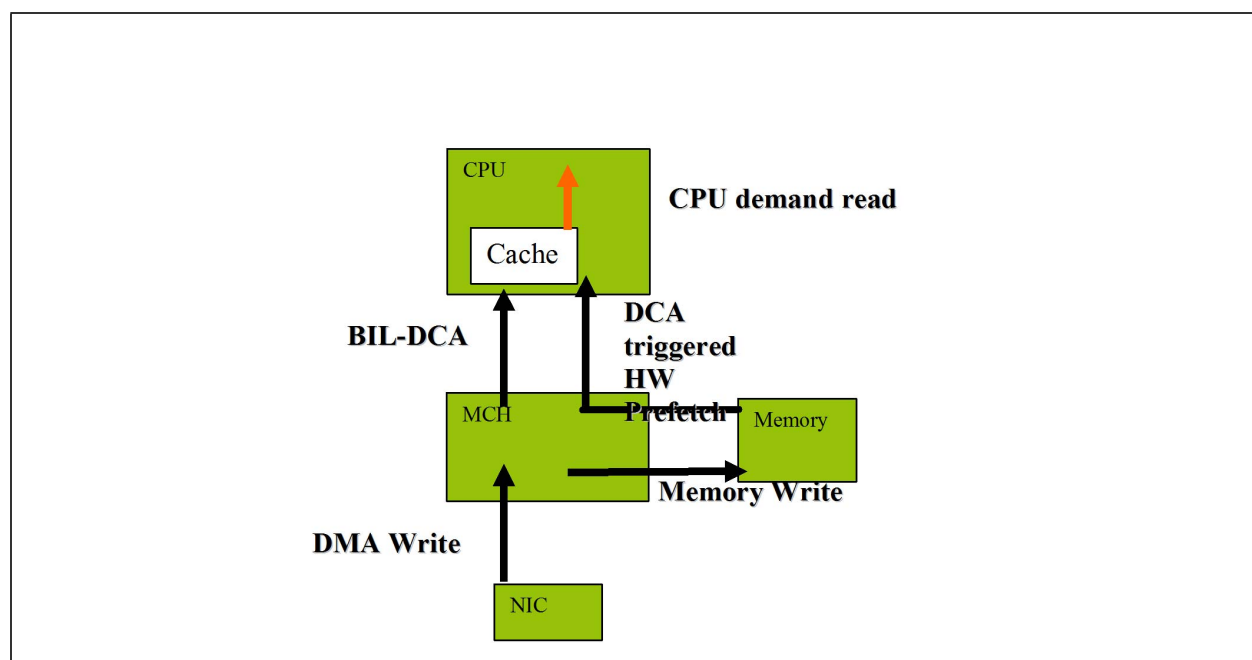 CPU
CPU demand read
Cache
BIL-DCA
DCA
triggered
HW
Prefetch
MCH
Memory
Memory Write
DMA Write
NIC